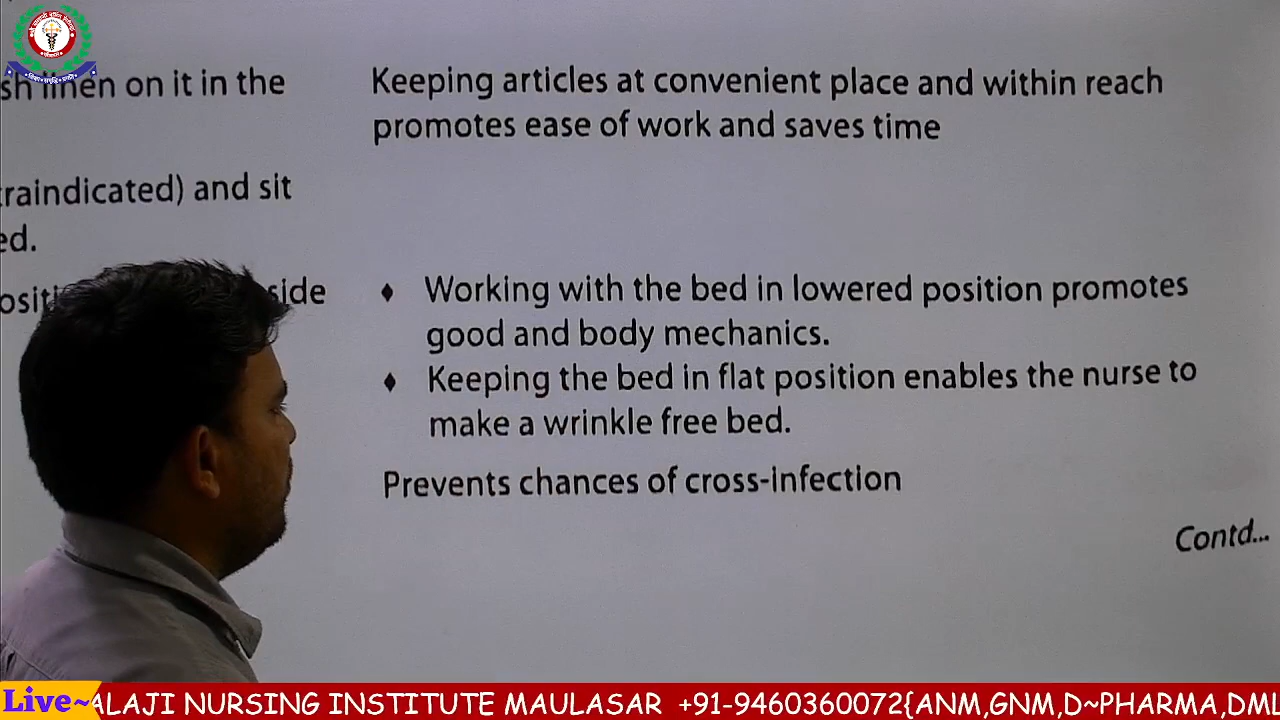 sh linen on it in the
traindicated) and sit
ed.
side
Keeping articles at convenient place and within reach
promotes ease of work and saves time
♦ Working with the bed in lowered position promotes
good and body mechanics.
♦ Keeping the bed in flat position enables the nurse to
make a wrinkle free bed.
Prevents chances of cross-infection
Contd...
Live~ ALAJI NURSING INSTITUTE MAULASAR +91-9460360072{ANM,GNM,D~PHARMA,DML